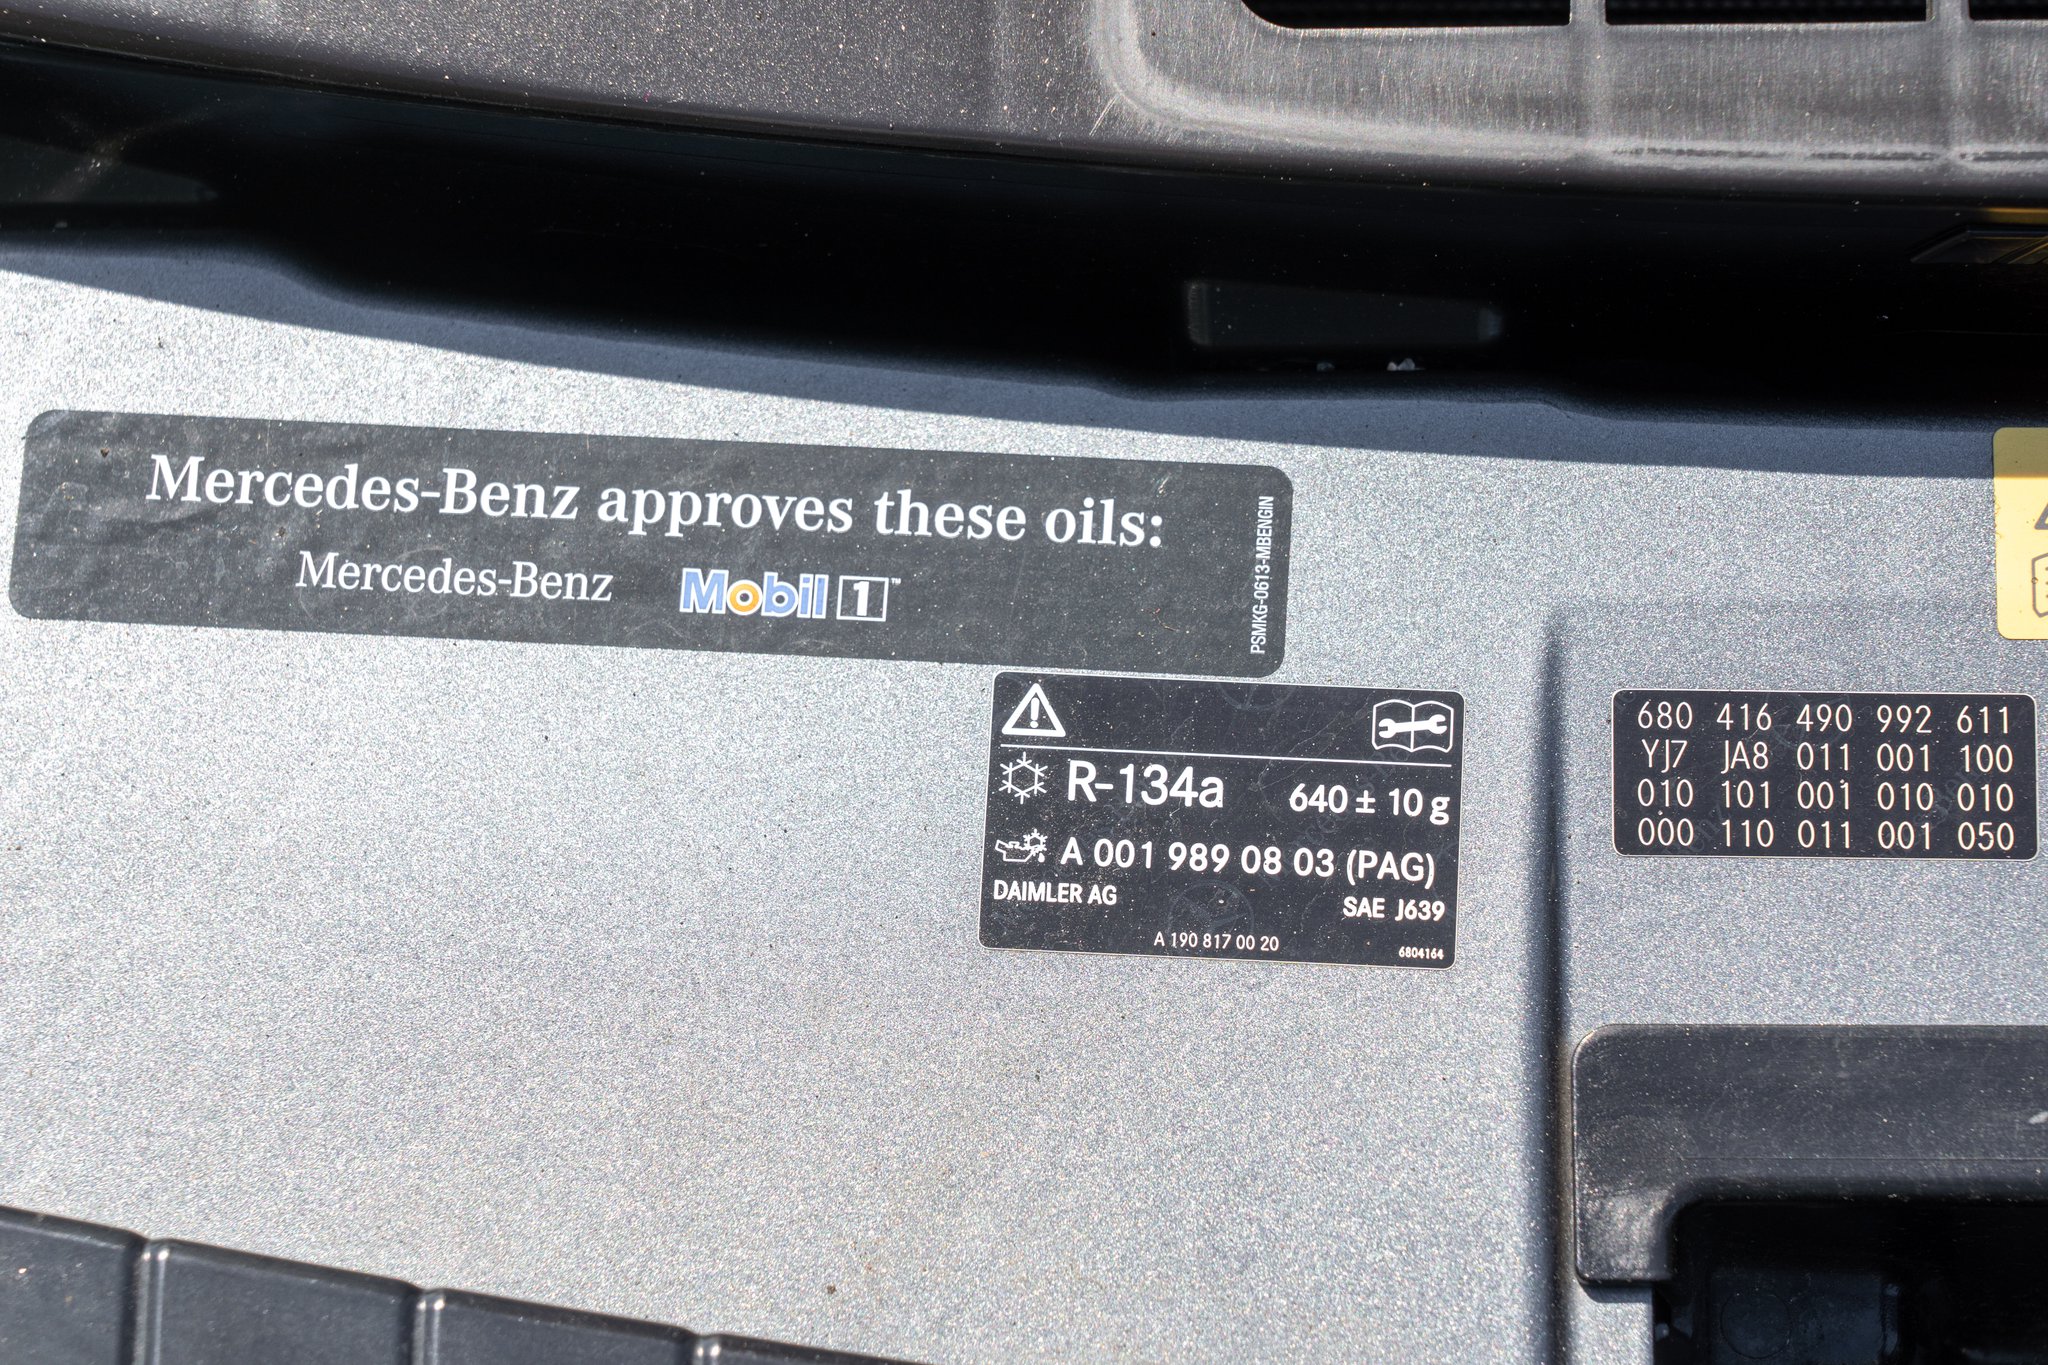 Mercedes-Benz approves these oils:
Mercedes-Benz Mobil 1™
PSMKG-0613-MBENGIN
R-134a 640 ± 10 g
A 001 989 08 03 (PAG)
DAIMLER AG SAE J639
A 190 817 00 20 6804164
680 416 490 992 611
YJ7 JA8 011 001 100
010 101 001 010 010
000 110 011 001 050